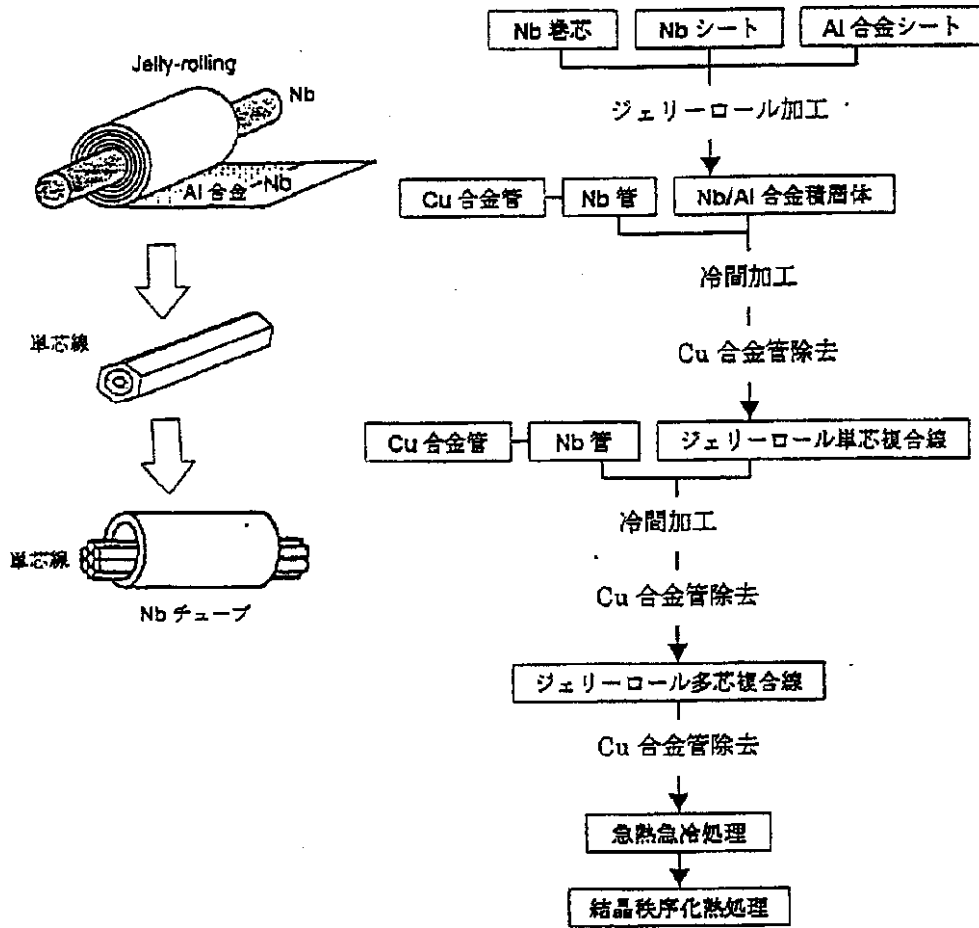 Jelly-rolling
Nb
Al 合金
Nb
単芯線
単芯線
Nb チューブ
Nb 巻芯
Nb シート
Al 合金シート
ジェリーロール加工
Cu 合金管
Nb 管
Nb/Al 合金積層体
冷間加工
Cu 合金管除去
Cu 合金管
Nb 管
ジェリーロール単芯複合線
冷間加工
Cu 合金管除去
ジェリーロール多芯複合線
Cu 合金管除去
急熱急冷処理
結晶秩序化熱処理